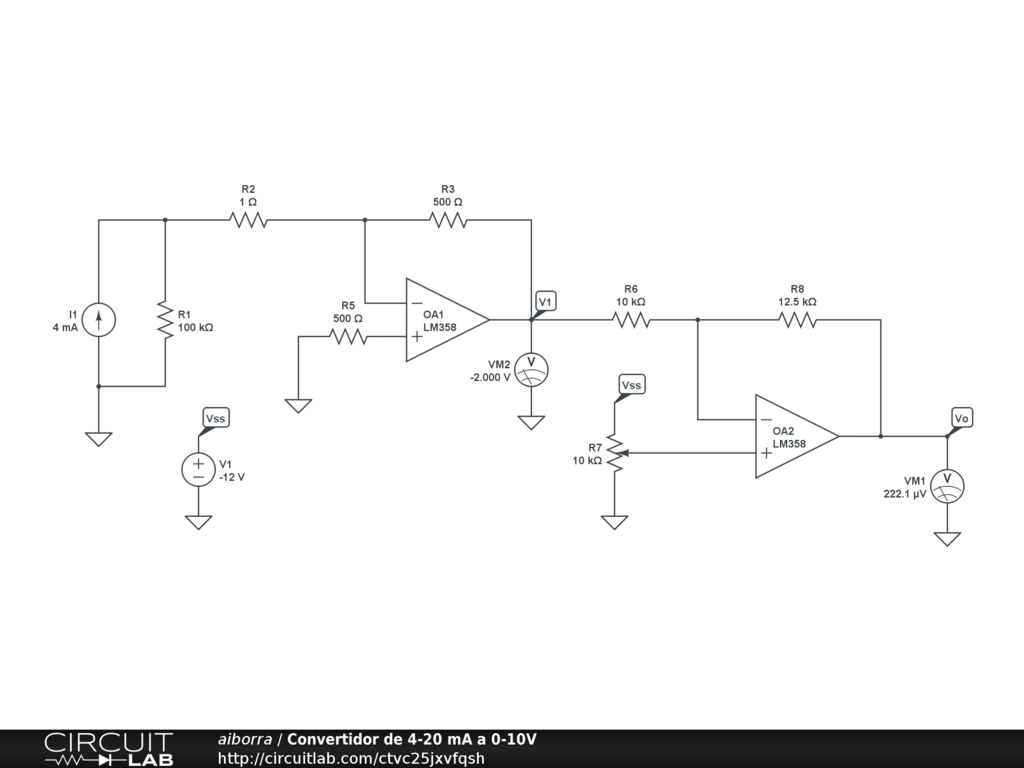 R2
1 Ω
R3
500 Ω
I1
4 mA
R1
100 kΩ
R5
500 Ω
OA1
LM358
V1
VM2
-2.000 V
V
R6
10 kΩ
R8
12.5 kΩ
Vss
V1
-12 V
Vss
R7
10 kΩ
OA2
LM358
Vo
VM1
222.1 µV
V
CIRCUIT
LAB
aiborra / Convertidor de 4-20 mA a 0-10V
http://circuitlab.com/ctvc25jxvfqsh